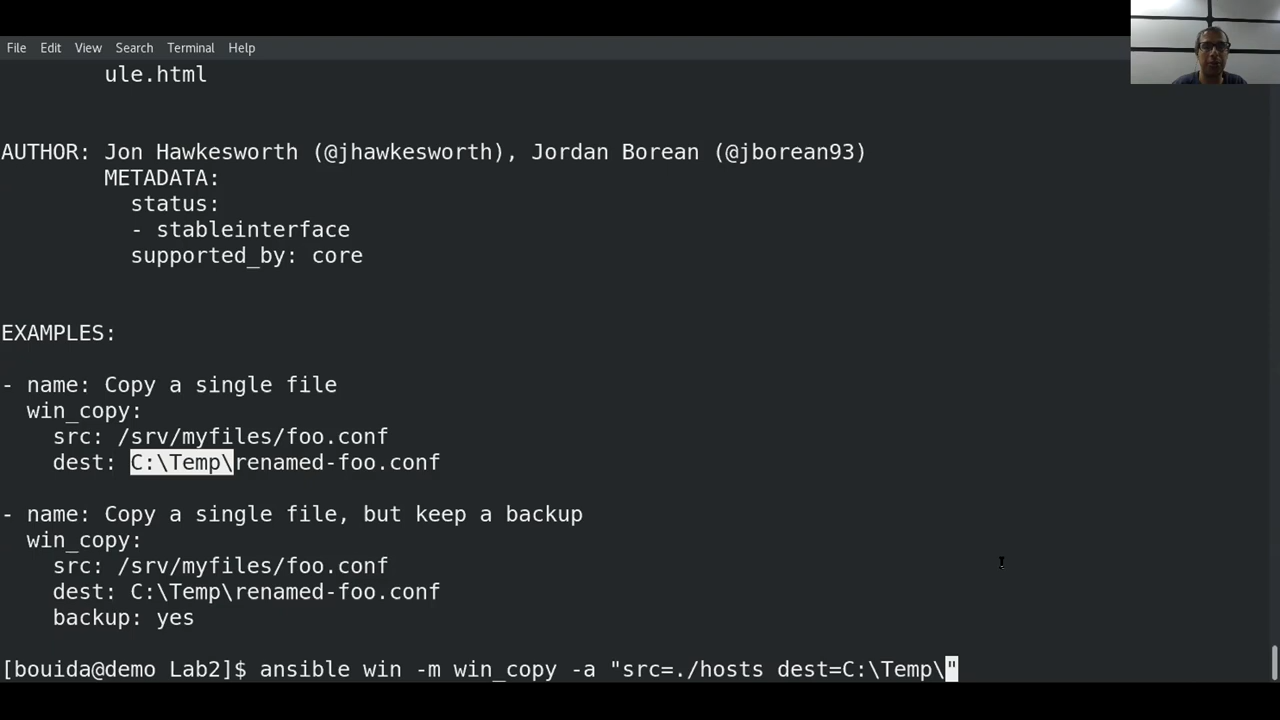 File Edit View Search Terminal Help
ule.html
AUTHOR: Jon Hawkesworth (@jhawkesworth), Jordan Borean (@jborean93)
METADATA:
status:
- stableinterface
supported_by: core
EXAMPLES:
- name: Copy a single file
win_copy:
src: /srv/myfiles/foo.conf
dest: C:\Temp\renamed-foo.conf
- name: Copy a single file, but keep a backup
win_copy:
src: /srv/myfiles/foo.conf
dest: C:\Temp\renamed-foo.conf
backup: yes
[bouida@demo Lab2]$ ansible win -m win_copy -a "src=./hosts dest=C:\Temp\"